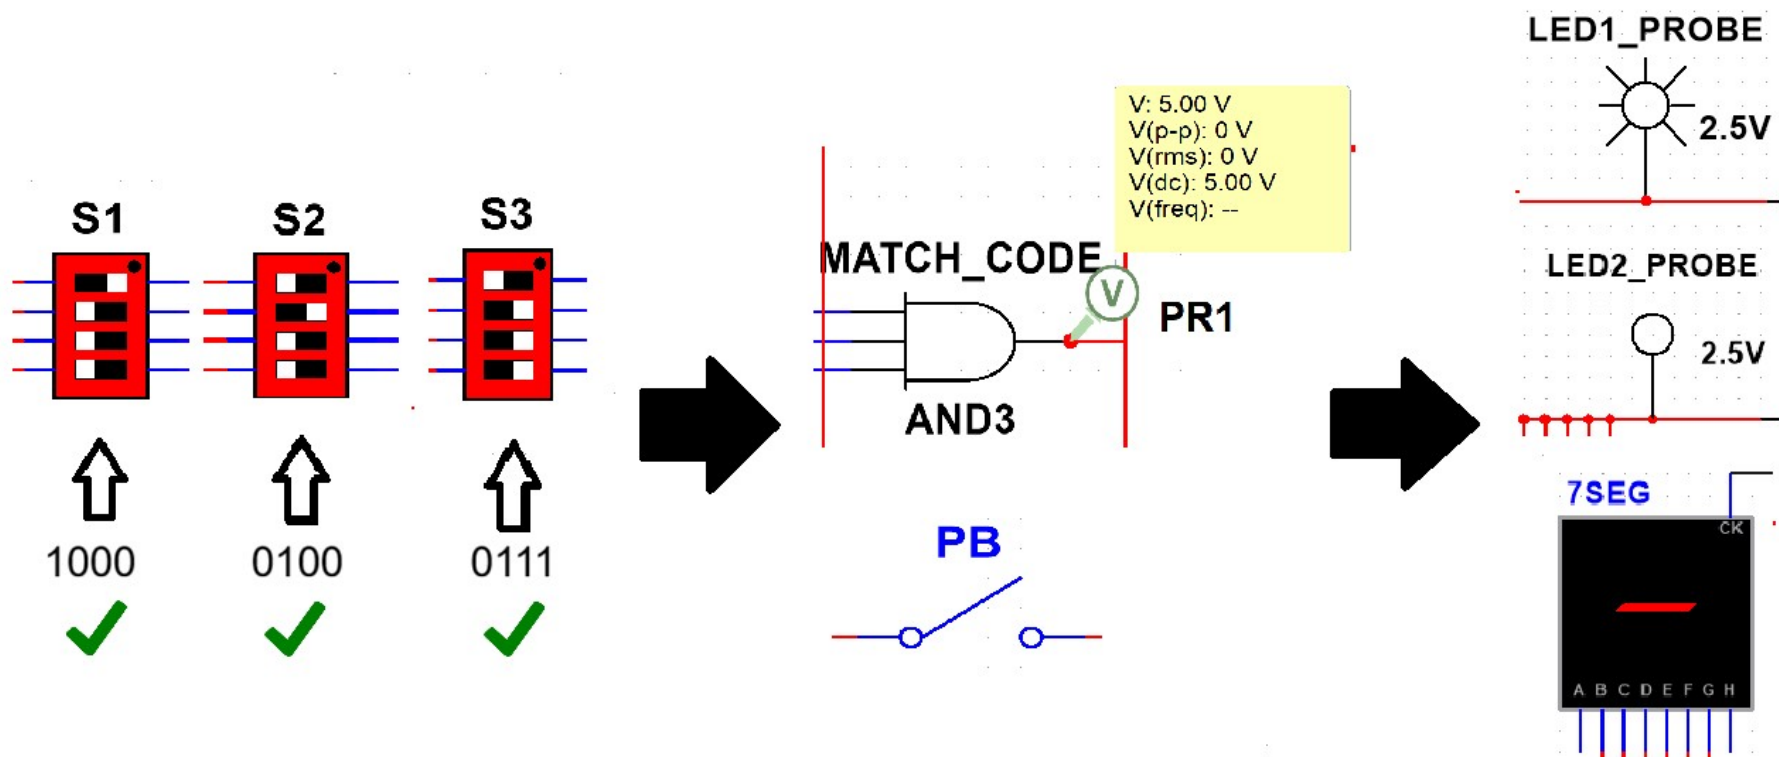 S1
S2
S3
1000
0100
0111
V: 5.00 V
V(p-p): 0 V
V(rms): 0 V
V(dc): 5.00 V
V(freq): --
MATCH_CODE
V
PR1
AND3
PB
LED1_PROBE
2.5V
LED2_PROBE
2.5V
7SEG
CK
A B C D E F G H